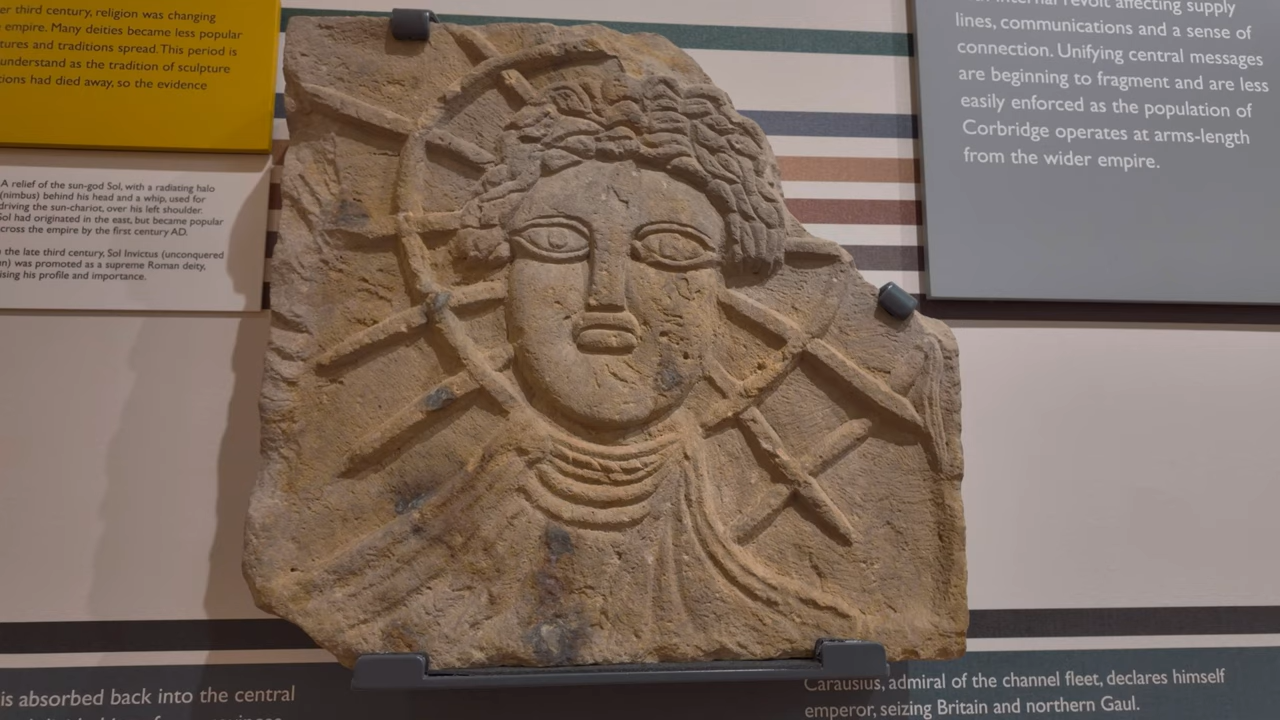 er third century, religion was changing
empire. Many deities became less popular
tures and traditions spread. This period is
understand as the tradition of sculpture
tions had died away, so the evidence
A relief of the sun-god Sol, with a radiating halo
(nimbus) behind his head and a whip, used for
driving the sun-chariot, over his left shoulder.
Sol had originated in the east, but became popular
cross the empire by the first century AD.
the late third century, Sol Invictus (unconquered
un) was promoted as a supreme Roman deity,
ising his profile and importance.
internal revolt affecting supply
lines, communications and a sense of
connection. Unifying central messages
are beginning to fragment and are less
easily enforced as the population of
Corbridge operates at arms-length
from the wider empire.
is absorbed back into the central
Carausius, admiral of the channel fleet, declares himself
emperor, seizing Britain and northern Gaul.